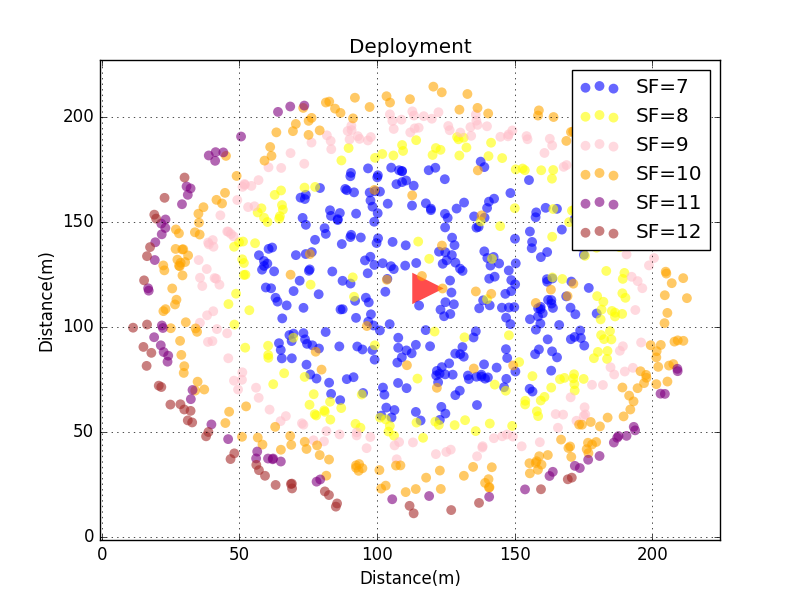 Deployment
SF=7
SF=8
SF=9
SF=10
SF=11
SF=12
200
150
100
50
0
Distance(m)
0 50 100 150 200
Distance(m)